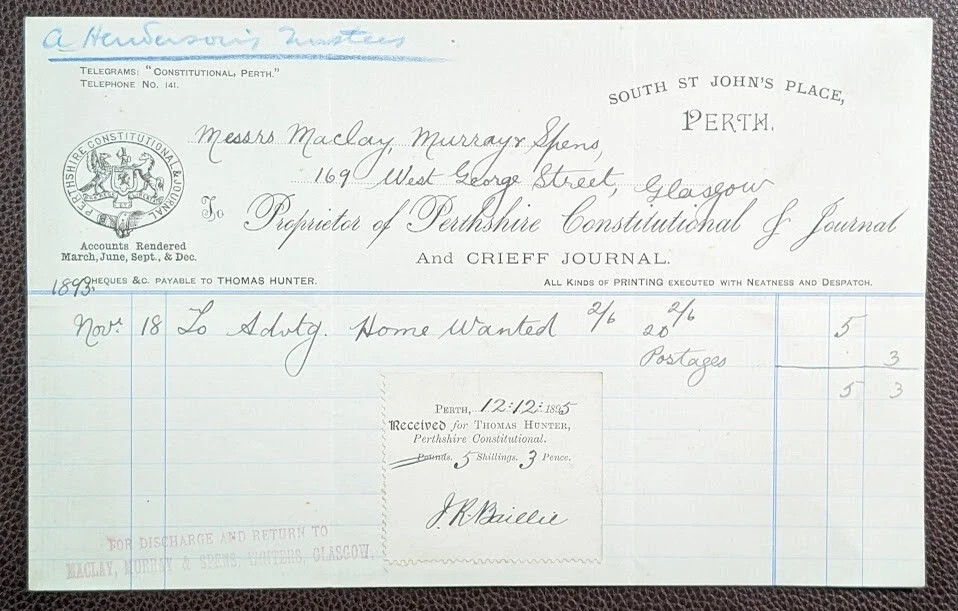 A Henderson's Trustees
TELEGRAMS: "CONSTITUTIONAL, PERTH."
TELEPHONE NO. 141.
SOUTH ST JOHN'S PLACE,
PERTH.
Messrs Maclay, Murray & Spens,
169 West George Street, Glasgow
PERTHSHIRE CONSTITUTIONAL & JOURNAL
To Proprietor of Perthshire Constitutional & Journal
And CRIEFF JOURNAL.
Accounts Rendered
March, June, Sept., & Dec.
CHEQUES &C. PAYABLE TO THOMAS HUNTER.
ALL KINDS OF PRINTING EXECUTED WITH NEATNESS AND DESPATCH.
1893
Novr 18 To Advtg. Home Wanted 2/6 2/6 5
20
Postages 3
5 3
PERTH, 12:12: 1895
Received for THOMAS HUNTER,
Perthshire Constitutional.
Pounds. 5 Shillings. 3 Pence.
J. R. Baillie
FOR DISCHARGE AND RETURN TO
MACLAY, MURRAY & SPENS, WRITERS, GLASGOW.